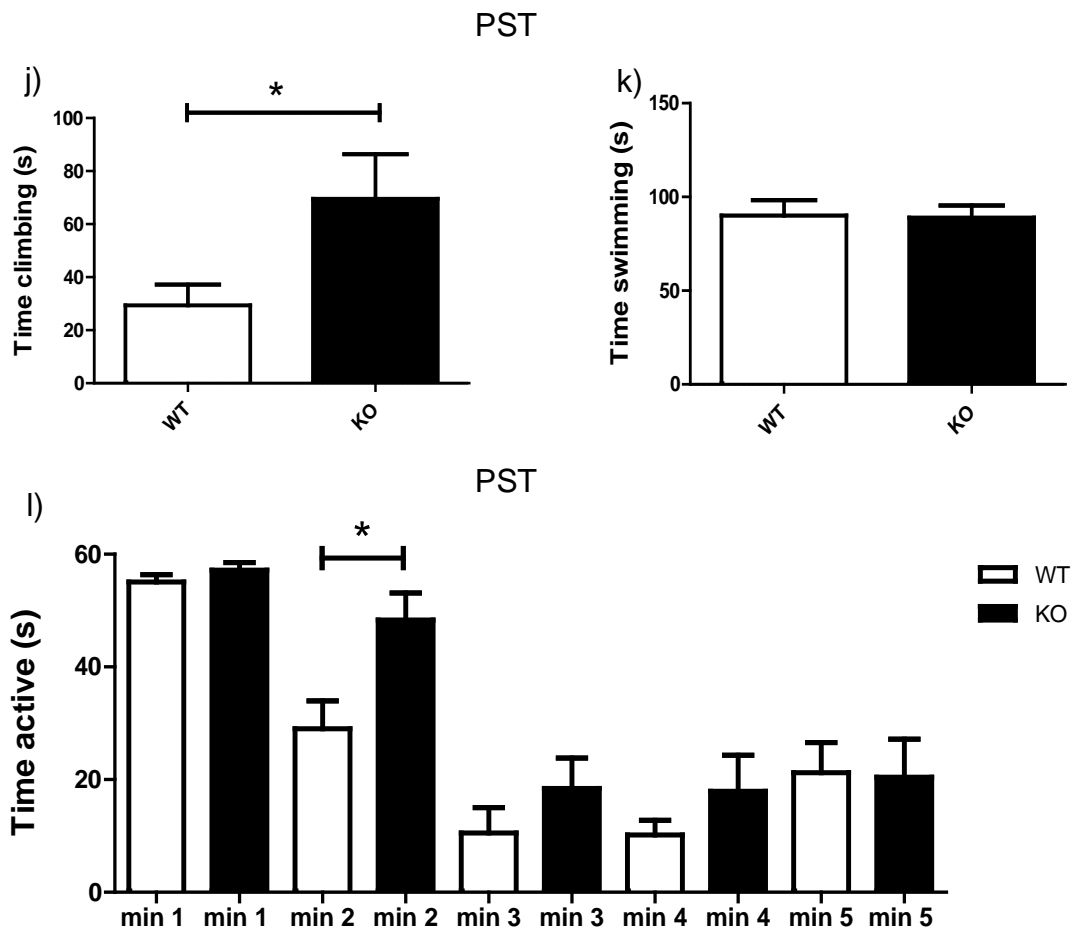 PST
j)
*
Time climbing (s)
100
80
60
40
20
0
WT
KO
k)
Time swimming (s)
150
100
50
0
WT
KO
PST
l)
*
Time active (s)
60
40
20
0
min 1 min 1 min 2 min 2 min 3 min 3 min 4 min 4 min 5 min 5
WT
KO